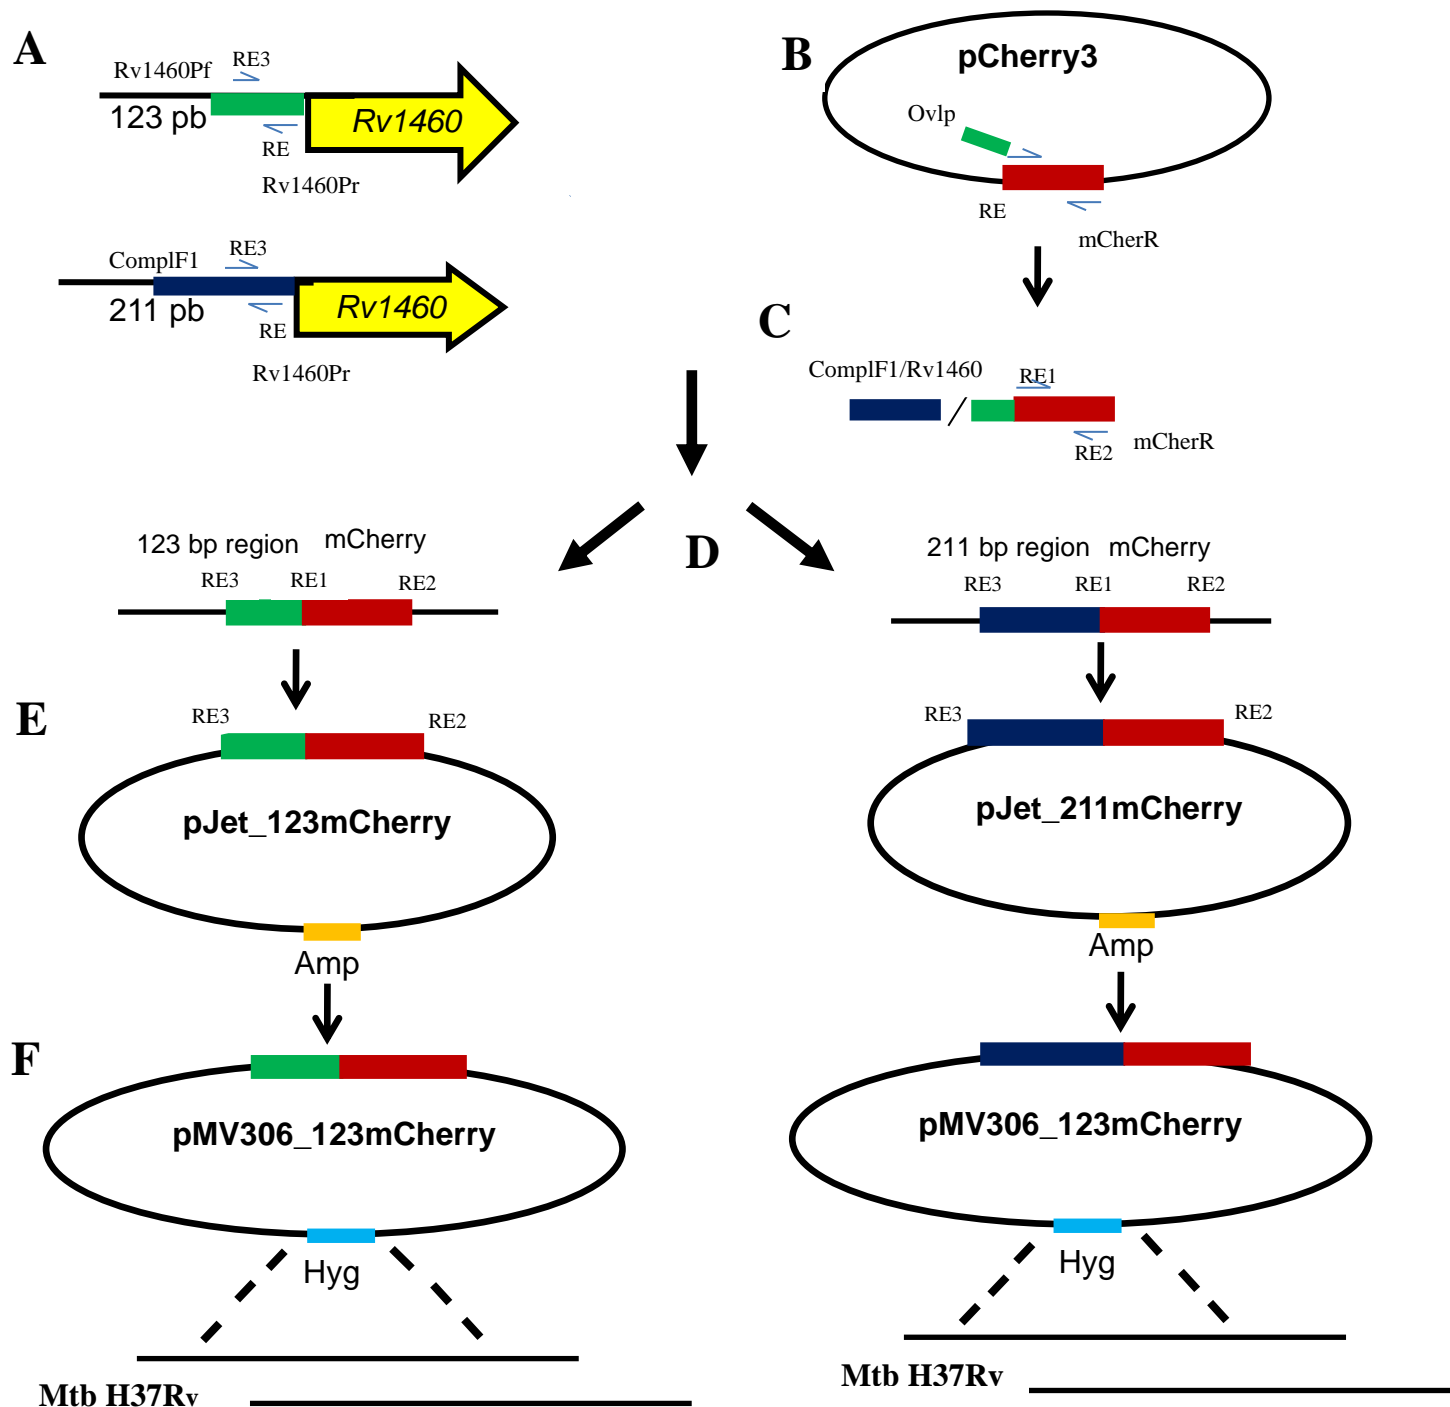 A
Rv1460Pf
RE3
123 pb
Rv1460
RE
Rv1460Pr
ComplF1
RE3
211 pb
Rv1460
RE
Rv1460Pr
B
pCherry3
Ovlp
RE
mCherR
C
ComplF1/Rv1460
RE1
RE2
mCherR
D
123 bp region
mCherry
RE3
RE1
RE2
211 bp region
mCherry
RE3
RE1
RE2
E
RE3
RE2
pJet_123mCherry
Amp
RE3
RE2
pJet_211mCherry
Amp
F
pMV306_123mCherry
Hyg
Mtb H37Rv
pMV306_123mCherry
Hyg
Mtb H37Rv